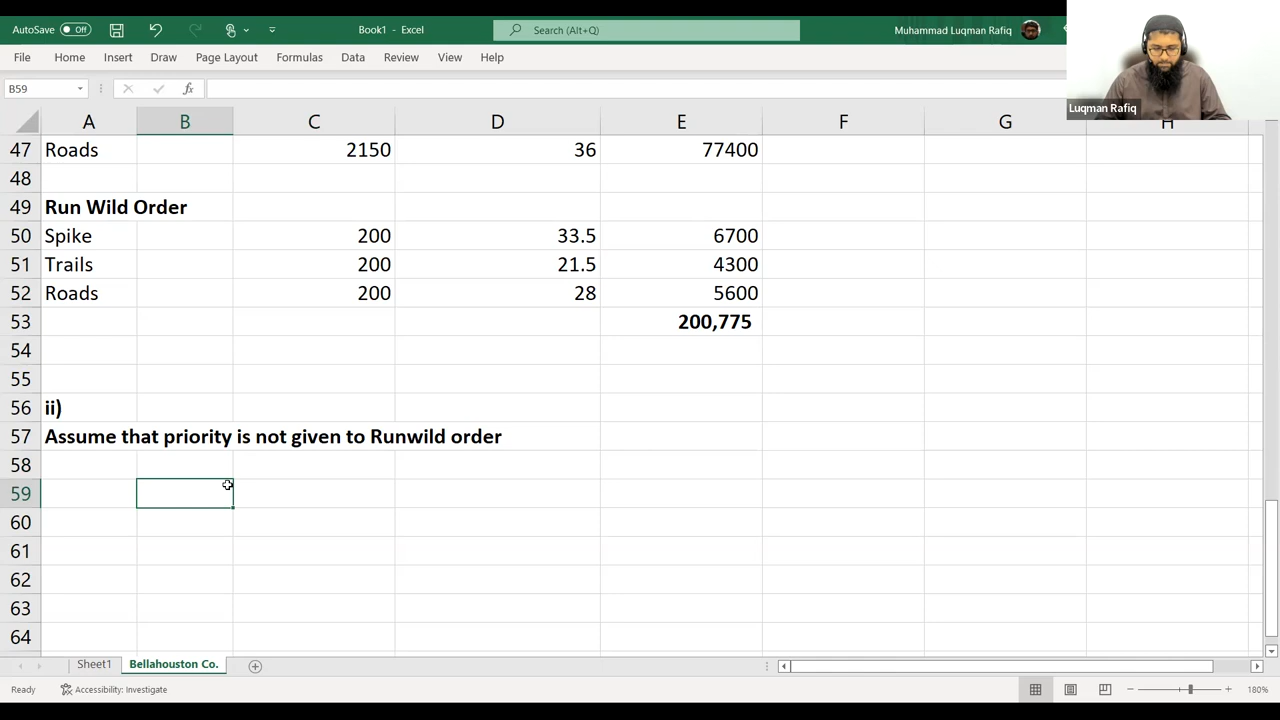 AutoSave Off Book1 - Excel Search (Alt+Q) Muhammad Luqman Rafiq
File Home Insert Draw Page Layout Formulas Data Review View Help
Luqman Rafiq
B59 fx
A B C D E F G H
47 Roads 2150 36 77400
48
49 Run Wild Order
50 Spike 200 33.5 6700
51 Trails 200 21.5 4300
52 Roads 200 28 5600
53 200,775
54
55
56 ii)
57 Assume that priority is not given to Runwild order
58
59
60
61
62
63
64
Sheet1 Bellahouston Co.
Ready Accessibility: Investigate 180%